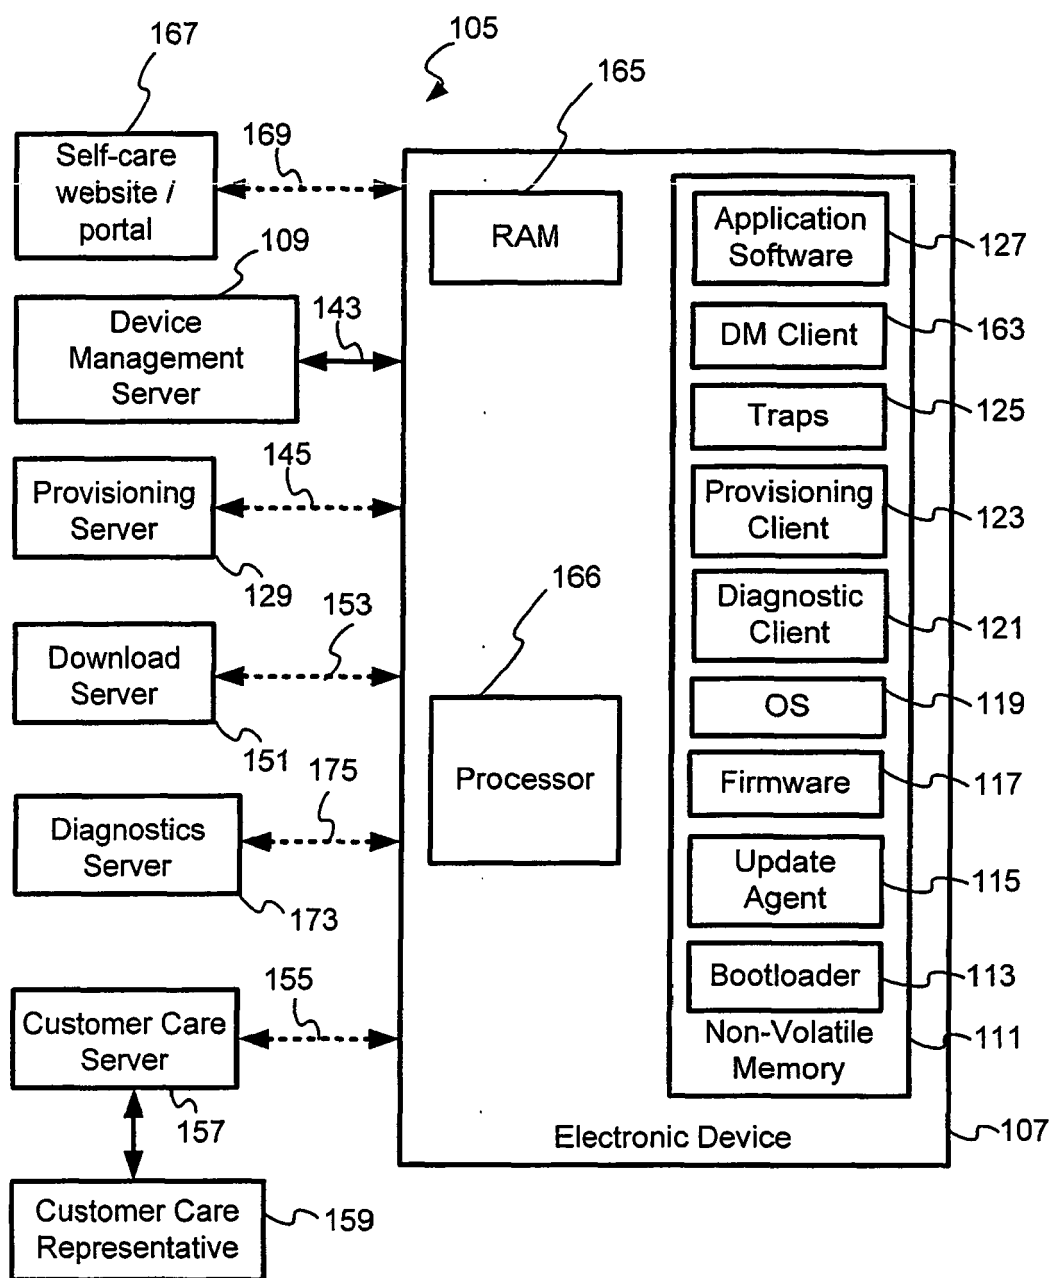 105
167
165
169
Self-care
website /
portal
RAM
Application
Software
127
109
143
Device
Management
Server
DM Client
163
Traps
125
145
Provisioning
Server
129
Provisioning
Client
123
166
153
Diagnostic
Client
121
Download
Server
151
OS
119
175
Processor
Firmware
117
Diagnostics
Server
173
Update
Agent
115
155
Bootloader
113
Customer Care
Server
157
Non-Volatile
Memory
111
Electronic Device
107
Customer Care
Representative
159